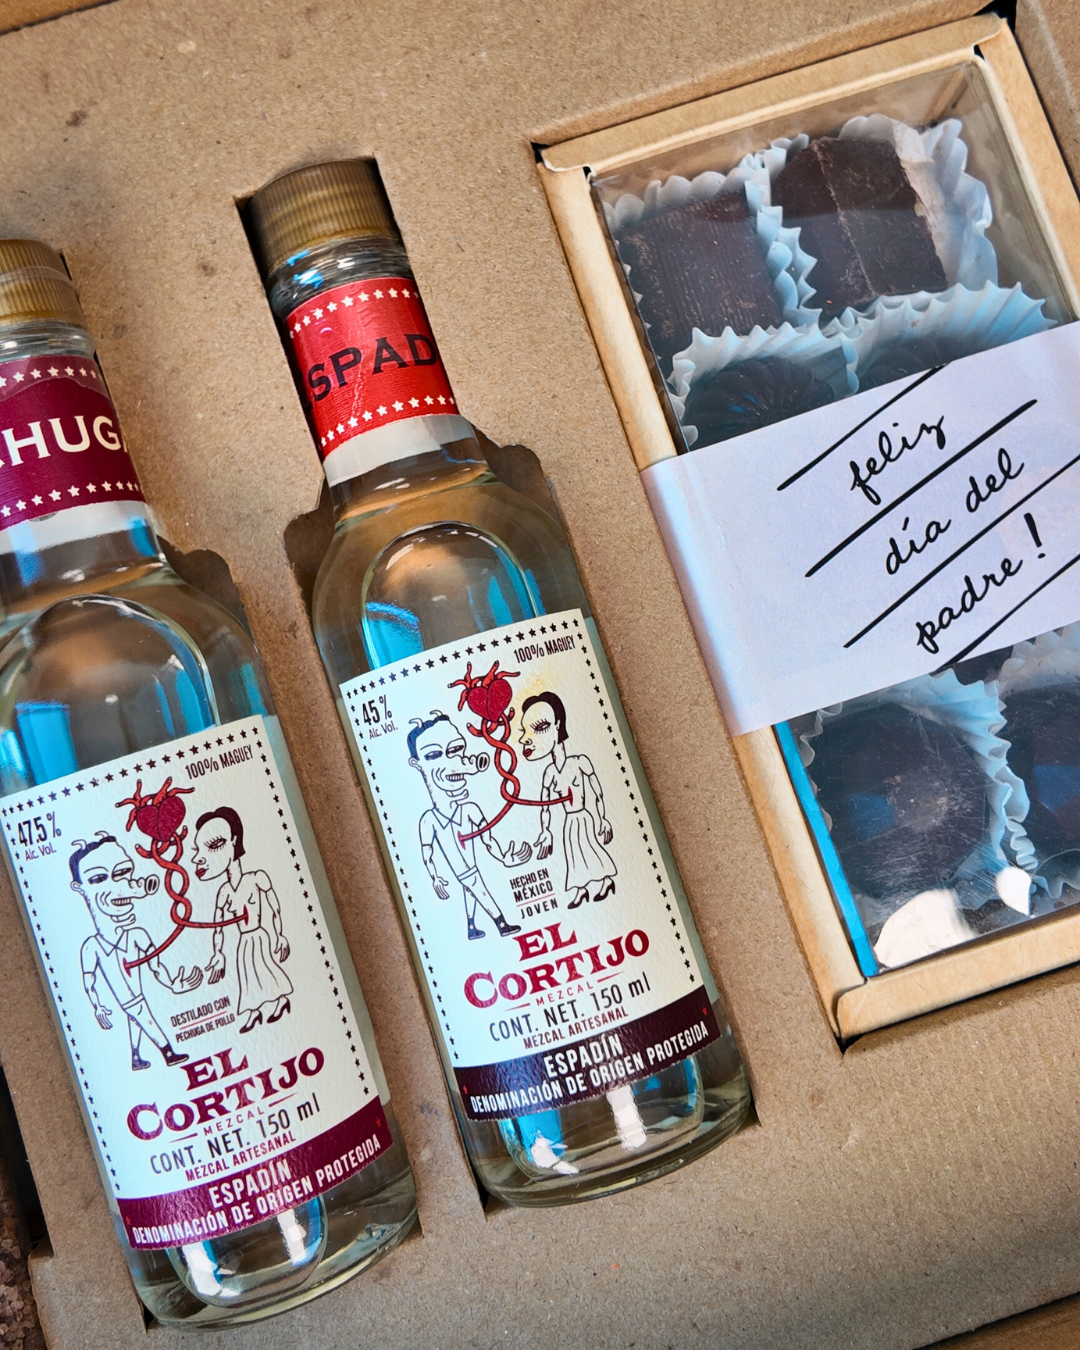 CHUGA
47.5%
Alc. Vol.
100% MAGUEY
DESTILADO CON
PECHUGA DE POLLO
EL
CORTIJO
MEZCAL
CONT. NET. 150 ml
MEZCAL ARTESANAL
ESPADÍN
DENOMINACIÓN DE ORIGEN PROTEGIDA
SPAD
45%
Alc. Vol.
100% MAGUEY
HECHO EN
MÉXICO
JOVEN
EL
CORTIJO
MEZCAL
CONT. NET. 150 ml
MEZCAL ARTESANAL
ESPADÍN
DENOMINACIÓN DE ORIGEN PROTEGIDA
feliz
día del
padre!